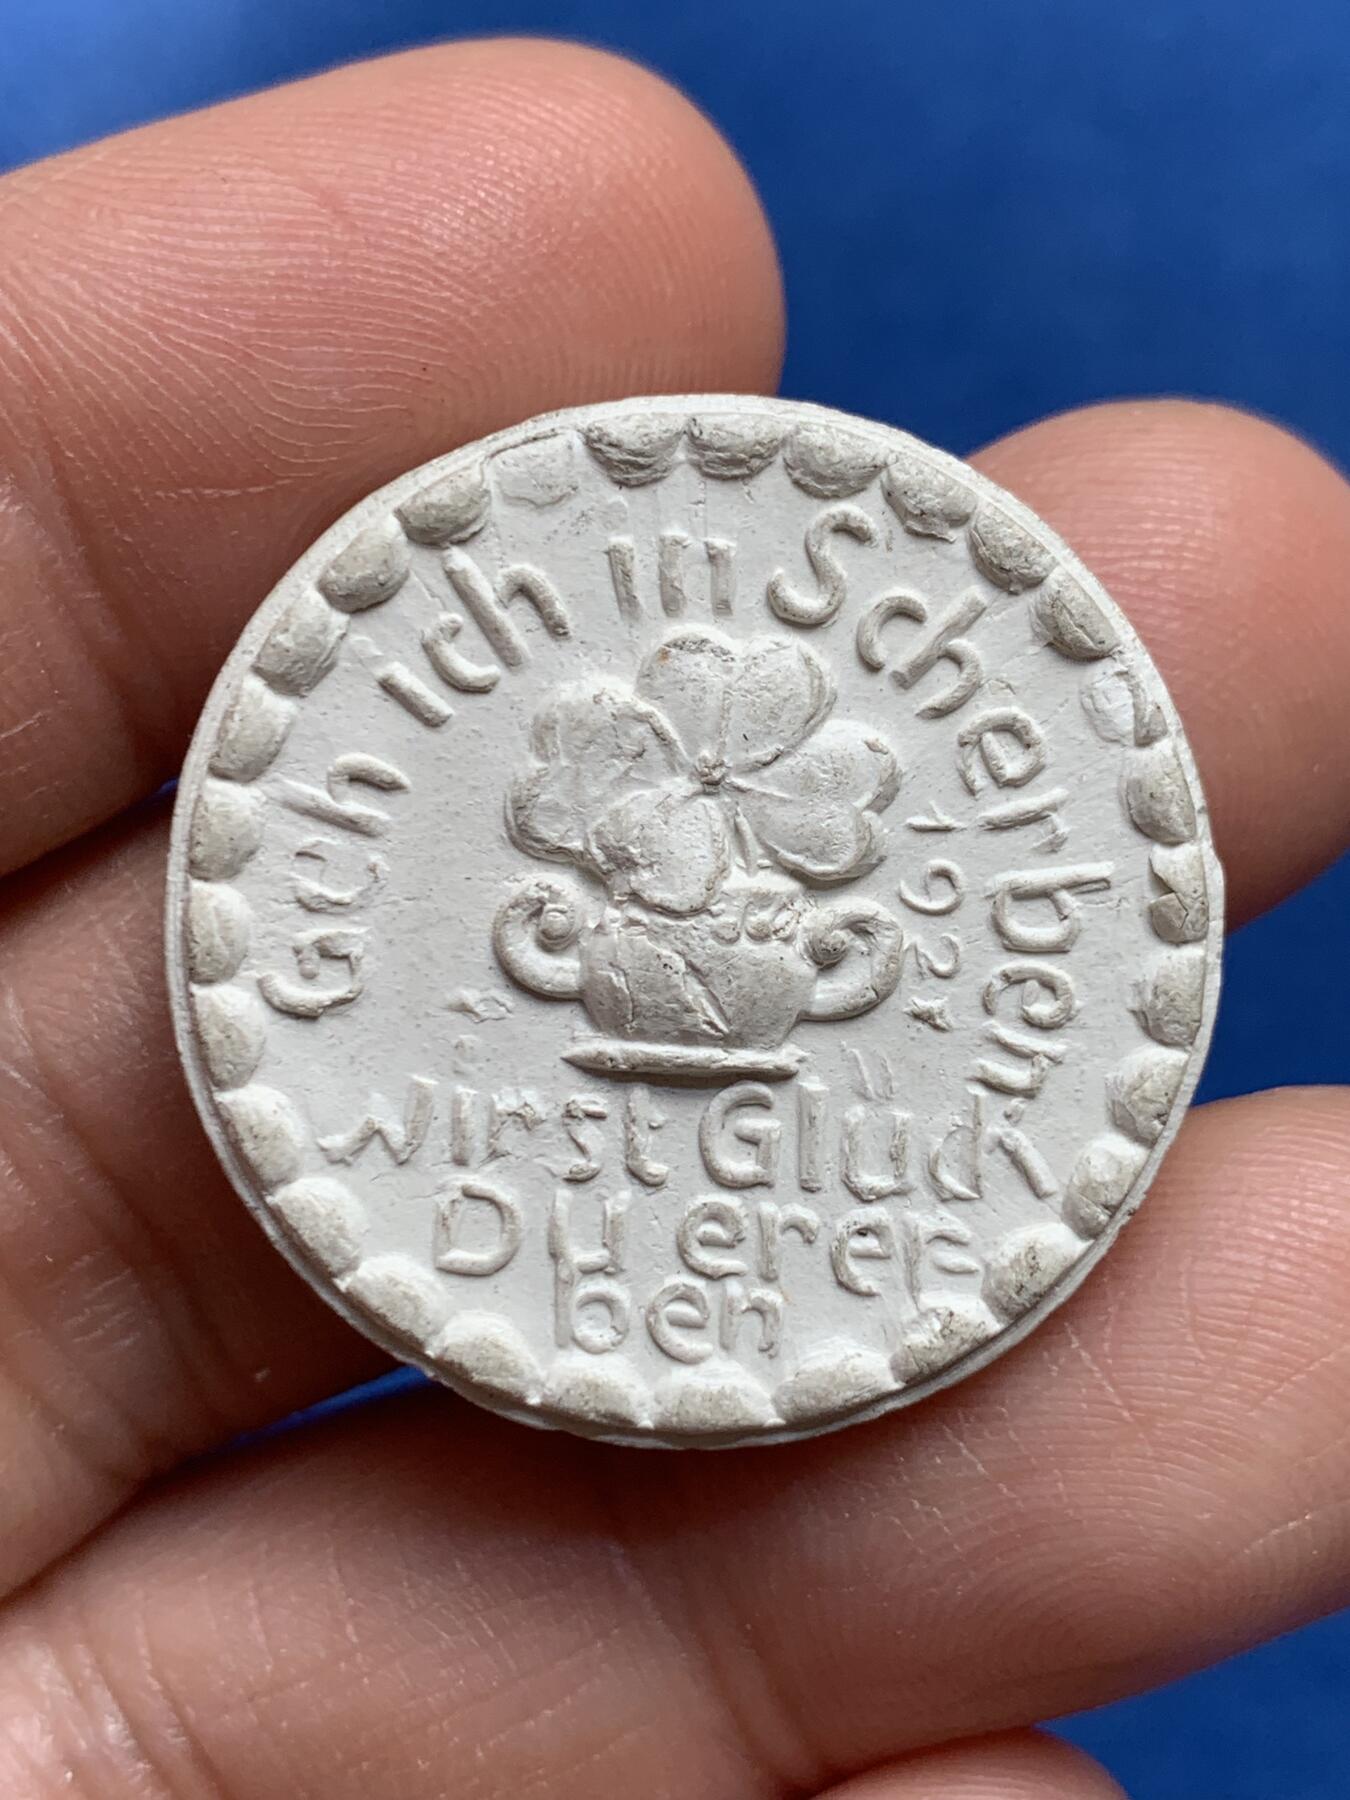 Geh ich in Scherben
1921
wirst Glück
Du erer
ben